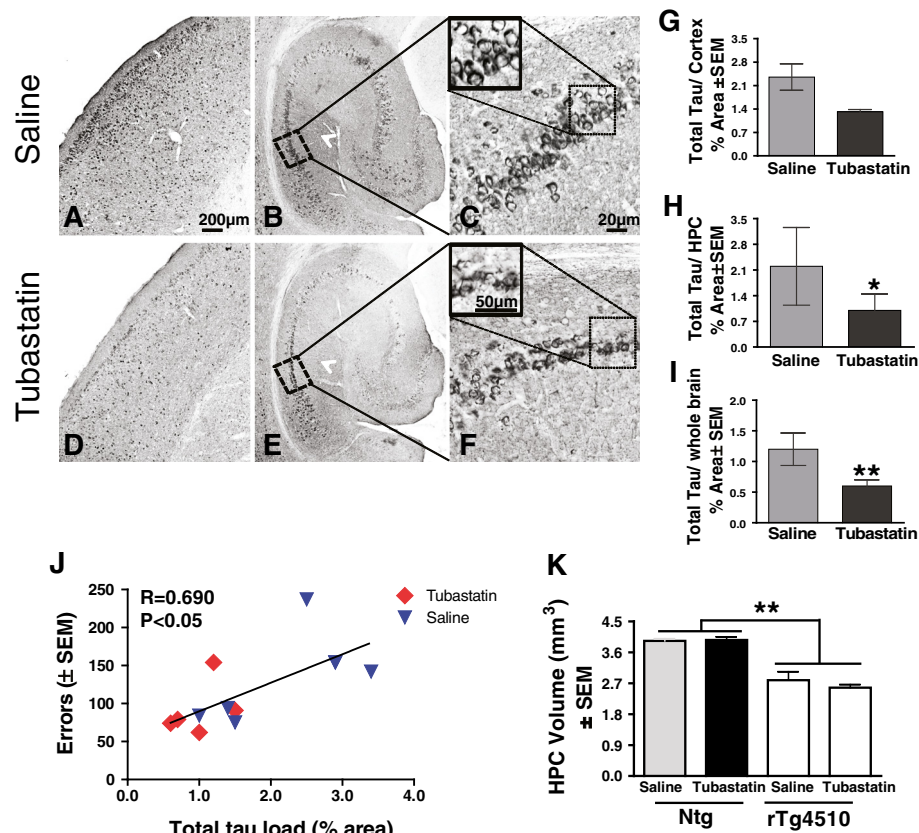 Saline
A
200µm
B
C
20µm
Tubastatin
D
E
50µm
F
G
Total Tau/ Cortex
% Area ±SEM
3.5
2.8
2.1
1.4
0.7
0.0
Saline Tubastatin
H
Total Tau/ HPC
% Area±SEM
3.5
2.8
2.1
1.4
0.7
0.0
*
Saline Tubastatin
I
Total Tau/ whole brain
% Area± SEM
2.0
1.5
1.0
0.5
0.0
**
Saline Tubastatin
J
Errors (± SEM)
250
200
150
100
50
0
R=0.690
P<0.05
Tubastatin
Saline
0.0 1.0 2.0 3.0 4.0
Total tau load (% area)
K
HPC Volume (mm³)
± SEM
4.5
3.6
2.7
1.9
0.9
0.0
**
Saline Tubastatin Saline Tubastatin
Ntg rTg4510